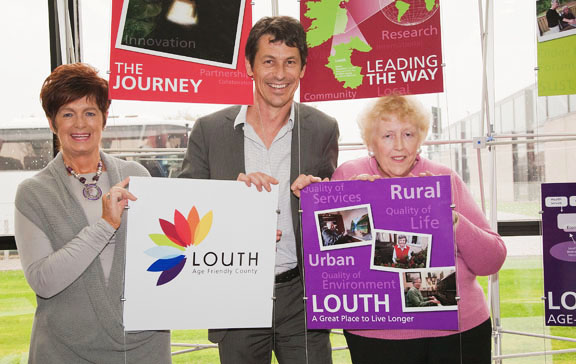 Innovation
THE
JOURNEY
Partnership
Collaboration
Research
LEADING
THE WAY
Community
Local
LOUTH
Age Friendly County
Quality of
Services
Rural
Quality of
Life
Urban
Quality of
Environment
LOUTH
A Great Place to Live Longer
LO
AGE-